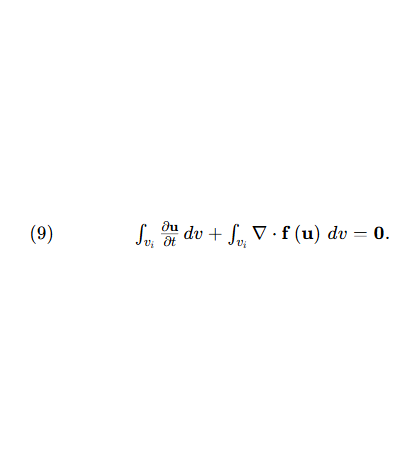 (9) ∫_{v_i} ∂𝐮/∂t dv + ∫_{v_i} ∇ · 𝐟 (𝐮) dv = 𝟎.